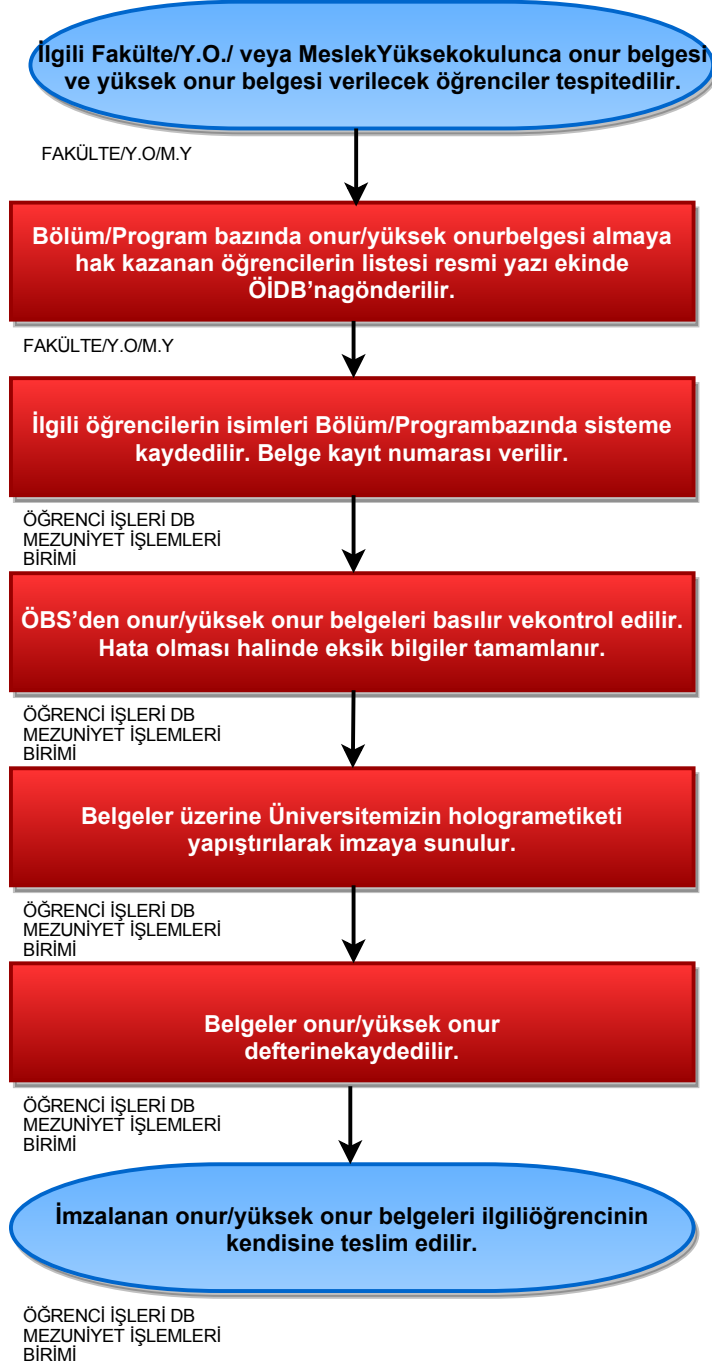 İlgili Fakülte/Y.O./ veya MeslekYüksekokulunca onur belgesi
ve yüksek onur belgesi verilecek öğrenciler tespitedilir.
FAKÜLTE/Y.O/M.Y
Bölüm/Program bazında onur/yüksek onurbelgesi almaya
hak kazanan öğrencilerin listesi resmi yazı ekinde
ÖİDB’nagönderilir.
FAKÜLTE/Y.O/M.Y
İlgili öğrencilerin isimleri Bölüm/Programbazında sisteme
kaydedilir. Belge kayıt numarası verilir.
ÖĞRENCİ İŞLERİ DB
MEZUNİYET İŞLEMLERİ
BİRİMİ
ÖBS’den onur/yüksek onur belgeleri basılır vekontrol edilir.
Hata olması halinde eksik bilgiler tamamlanır.
ÖĞRENCİ İŞLERİ DB
MEZUNİYET İŞLEMLERİ
BİRİMİ
Belgeler üzerine Üniversitemizin hologrametiketi
yapıştırılarak imzaya sunulur.
ÖĞRENCİ İŞLERİ DB
MEZUNİYET İŞLEMLERİ
BİRİMİ
Belgeler onur/yüksek onur
defterinekaydedilir.
ÖĞRENCİ İŞLERİ DB
MEZUNİYET İŞLEMLERİ
BİRİMİ
İmzalanan onur/yüksek onur belgeleri ilgiliöğrencinin
kendisine teslim edilir.
ÖĞRENCİ İŞLERİ DB
MEZUNİYET İŞLEMLERİ
BİRİMİ